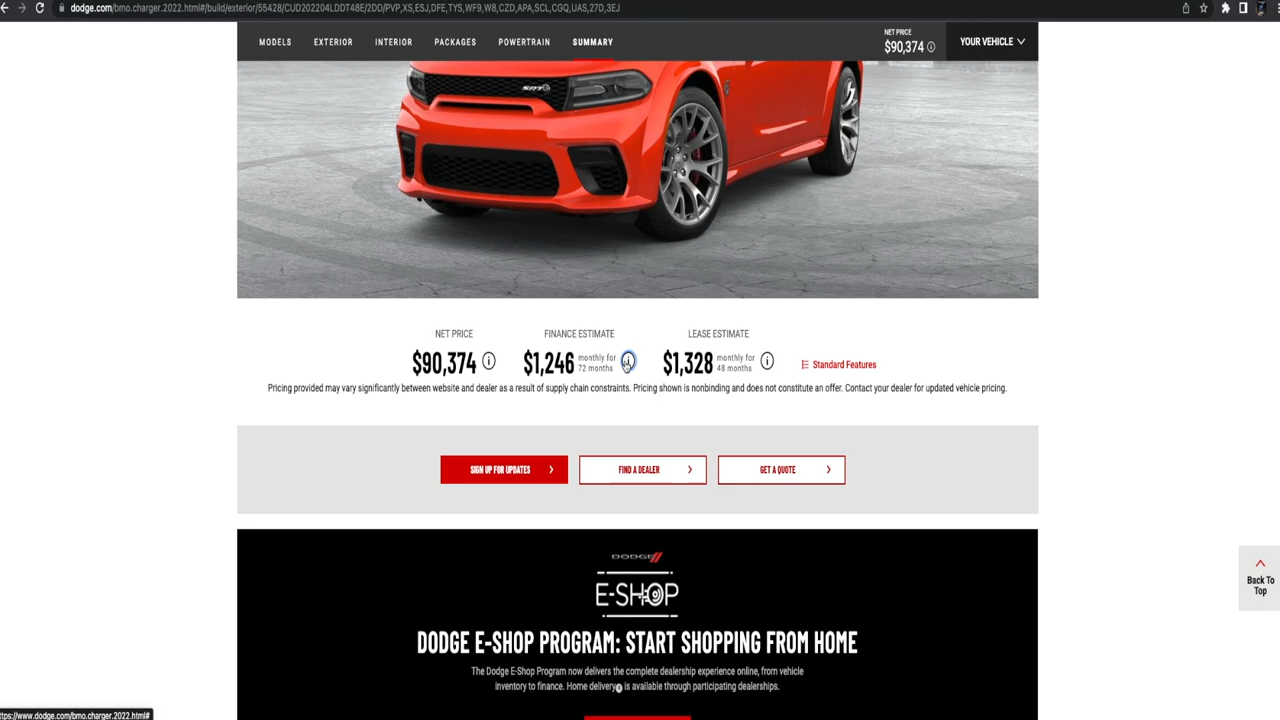 dodge.com/bmo.charger.2022.html#/build/exterior/55428/CUD202204LDDT48E/2DD/PVP,XS,ESJ,DFE,TYS,WF9,W8,CZD,APA,SCL,CGQ,UAS,27D,3EJ
MODELS EXTERIOR INTERIOR PACKAGES POWERTRAIN SUMMARY
NET PRICE
$90,374
YOUR VEHICLE
SRT
NET PRICE FINANCE ESTIMATE LEASE ESTIMATE
$90,374 $1,246 monthly for 72 months $1,328 monthly for 48 months Standard Features
Pricing provided may vary significantly between website and dealer as a result of supply chain constraints. Pricing shown is nonbinding and does not constitute an offer. Contact your dealer for updated vehicle pricing.
SIGN UP FOR UPDATES FIND A DEALER GET A QUOTE
DODGE
E-SHOP
DODGE E-SHOP PROGRAM: START SHOPPING FROM HOME
The Dodge E-Shop Program now delivers the complete dealership experience online, from vehicle
inventory to finance. Home delivery is available through participating dealerships.
Back To
Top
ttps://www.dodge.com/bmo.charger.2022.html#